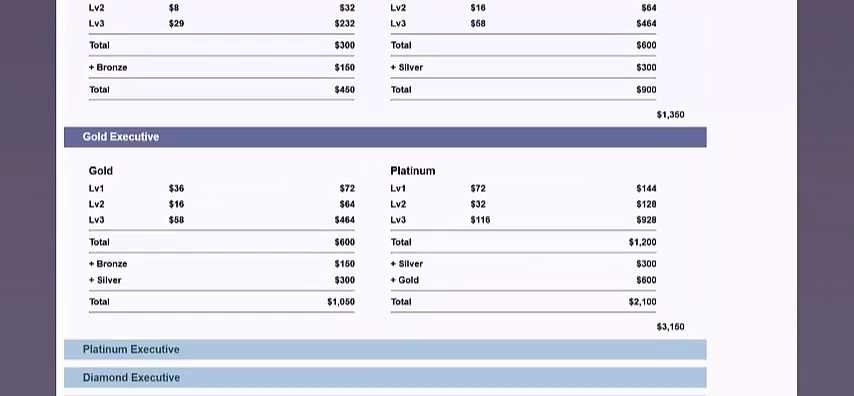 Lv2 $8 $32 Lv2 $16 $64
Lv3 $29 $232 Lv3 $58 $464
Total $300 Total $600
+ Bronze $150 + Silver $300
Total $450 Total $900
$1,350
Gold Executive
Gold Platinum
Lv1 $36 $72 Lv1 $72 $144
Lv2 $16 $64 Lv2 $32 $128
Lv3 $58 $464 Lv3 $116 $928
Total $600 Total $1,200
+ Bronze $150 + Silver $300
+ Silver $300 + Gold $600
Total $1,050 Total $2,100
$3,150
Platinum Executive
Diamond Executive